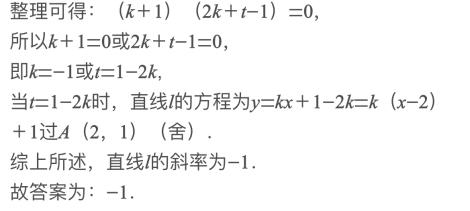 整理可得：（k+1）（2k+t−1）=0，
所以k+1=0或2k+t−1=0，
即k=−1或t=1−2k，
当t=1−2k时，直线l的方程为y=kx+1−2k=k（x−2）
+1过A（2，1）（舍）．
综上所述，直线l的斜率为−1．
故答案为：−1．